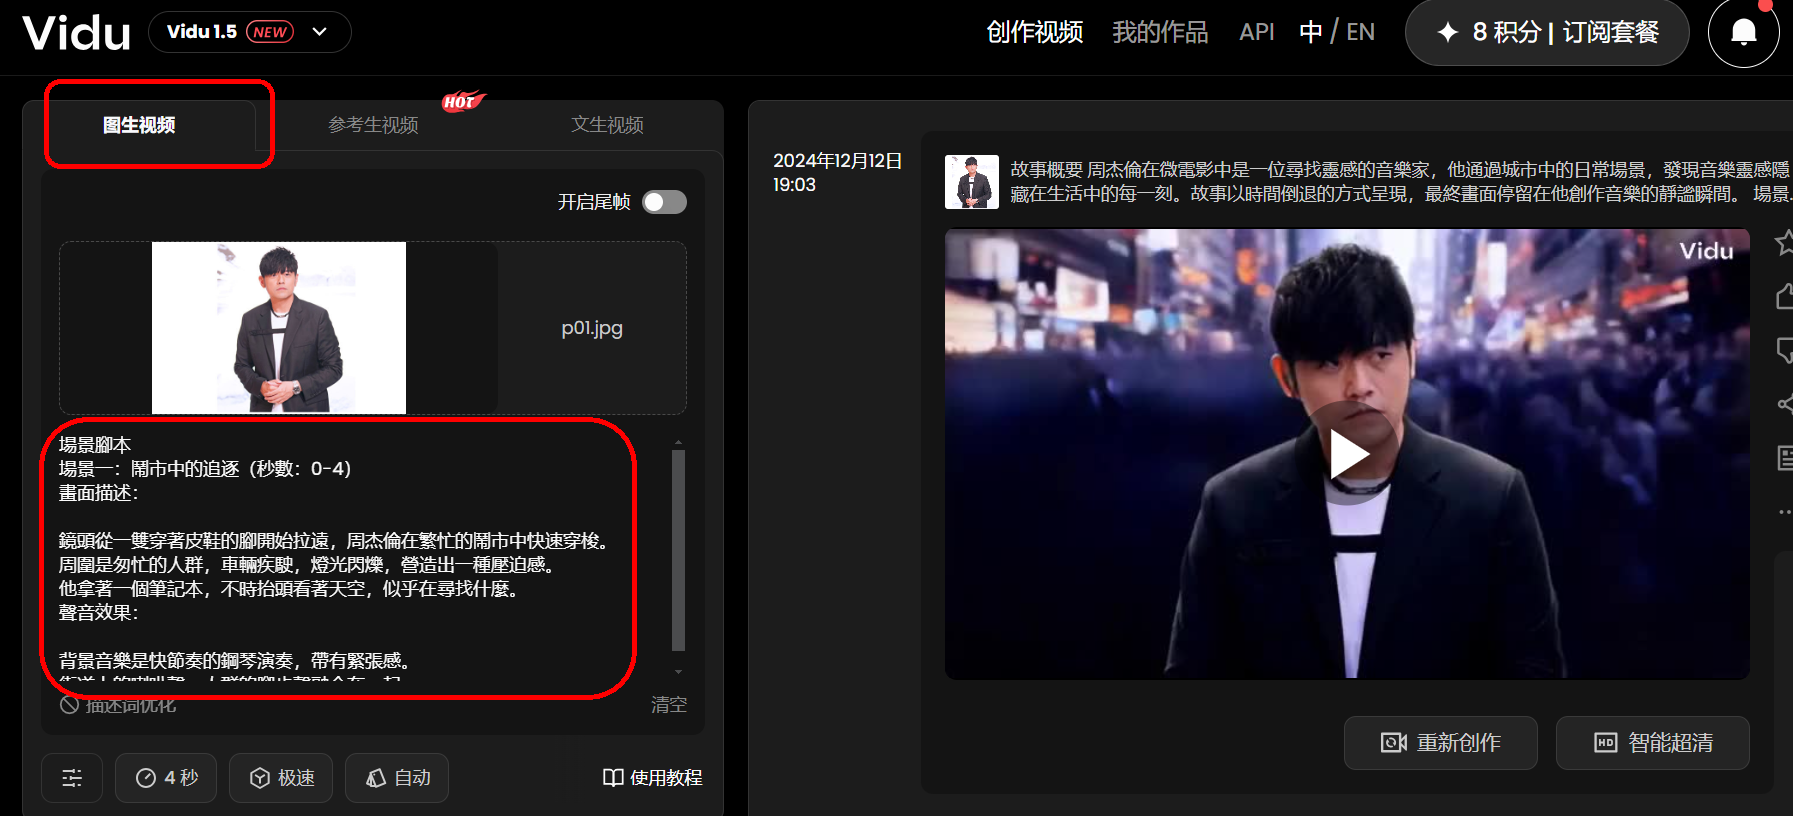 Vidu
Vidu 1.5 NEW
创作视频
我的作品
API
中 / EN
8 积分 | 订阅套餐
图生视频
参考生视频
HOT
文生视频
开启尾帧
p01.jpg
場景腳本
場景一：鬧市中的追逐（秒數：0-4）
畫面描述：
鏡頭從一雙穿著皮鞋的腳開始拉遠，周杰倫在繁忙的鬧市中快速穿梭。
周圍是匆忙的人群，車輛疾駛，燈光閃爍，營造出一種壓迫感。
他拿著一個筆記本，不時抬頭看著天空，似乎在尋找什麼。
聲音效果：
背景音樂是快節奏的鋼琴演奏，帶有緊張感。
描述词优化
清空
4 秒
极速
自动
使用教程
2024年12月12日
19:03
故事概要 周杰倫在微電影中是一位尋找靈感的音樂家，他通過城市中的日常場景，發現音樂靈感隱
藏在生活中的每一刻。故事以時間倒退的方式呈現，最終畫面停留在他創作音樂的靜謐瞬間。 場景...
Vidu
重新创作
HD 智能超清